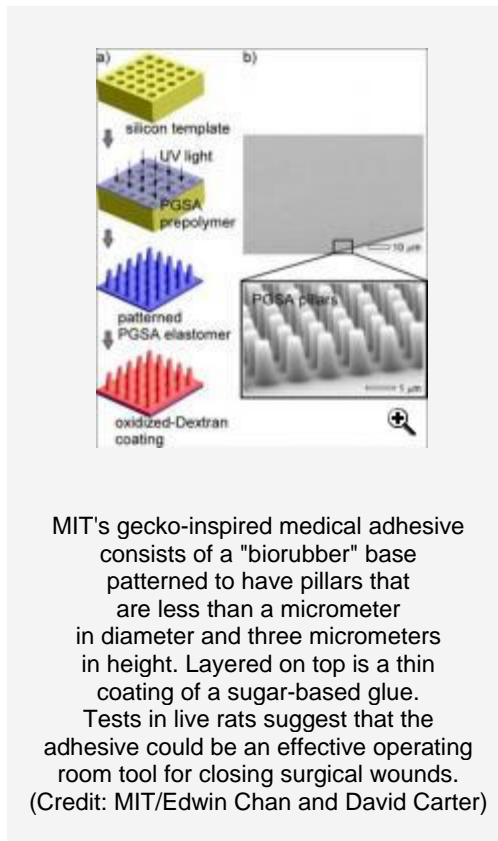 a)
silicon template
UV light
PGSA
prepolymer
patterned
PGSA elastomer
oxidized-Dextran
coating
b)
10 µm
PGSA pillars
5 µm
MIT's gecko-inspired medical adhesive
consists of a "biorubber" base
patterned to have pillars that
are less than a micrometer
in diameter and three micrometers
in height. Layered on top is a thin
coating of a sugar-based glue.
Tests in live rats suggest that the
adhesive could be an effective operating
room tool for closing surgical wounds.
(Credit: MIT/Edwin Chan and David Carter)